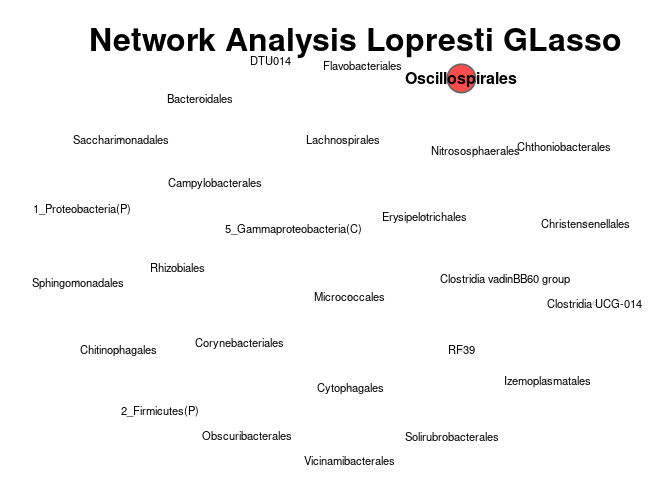 Network Analysis Lopresti GLasso
DTU014
Flavobacteriales
Oscillospirales
Bacteroidales
Saccharimonadales
Lachnospirales
Nitrososphaerales
Chthoniobacterales
Campylobacterales
1_Proteobacteria(P)
Erysipelotrichales
Christensenellales
5_Gammaproteobacteria(C)
Rhizobiales
Sphingomonadales
Clostridia vadinBB60 group
Micrococcales
Clostridia UCG-014
Corynebacteriales
Chitinophagales
RF39
Izemoplasmatales
Cytophagales
2_Firmicutes(P)
Obscuribacterales
Solirubrobacterales
Vicinamibacterales